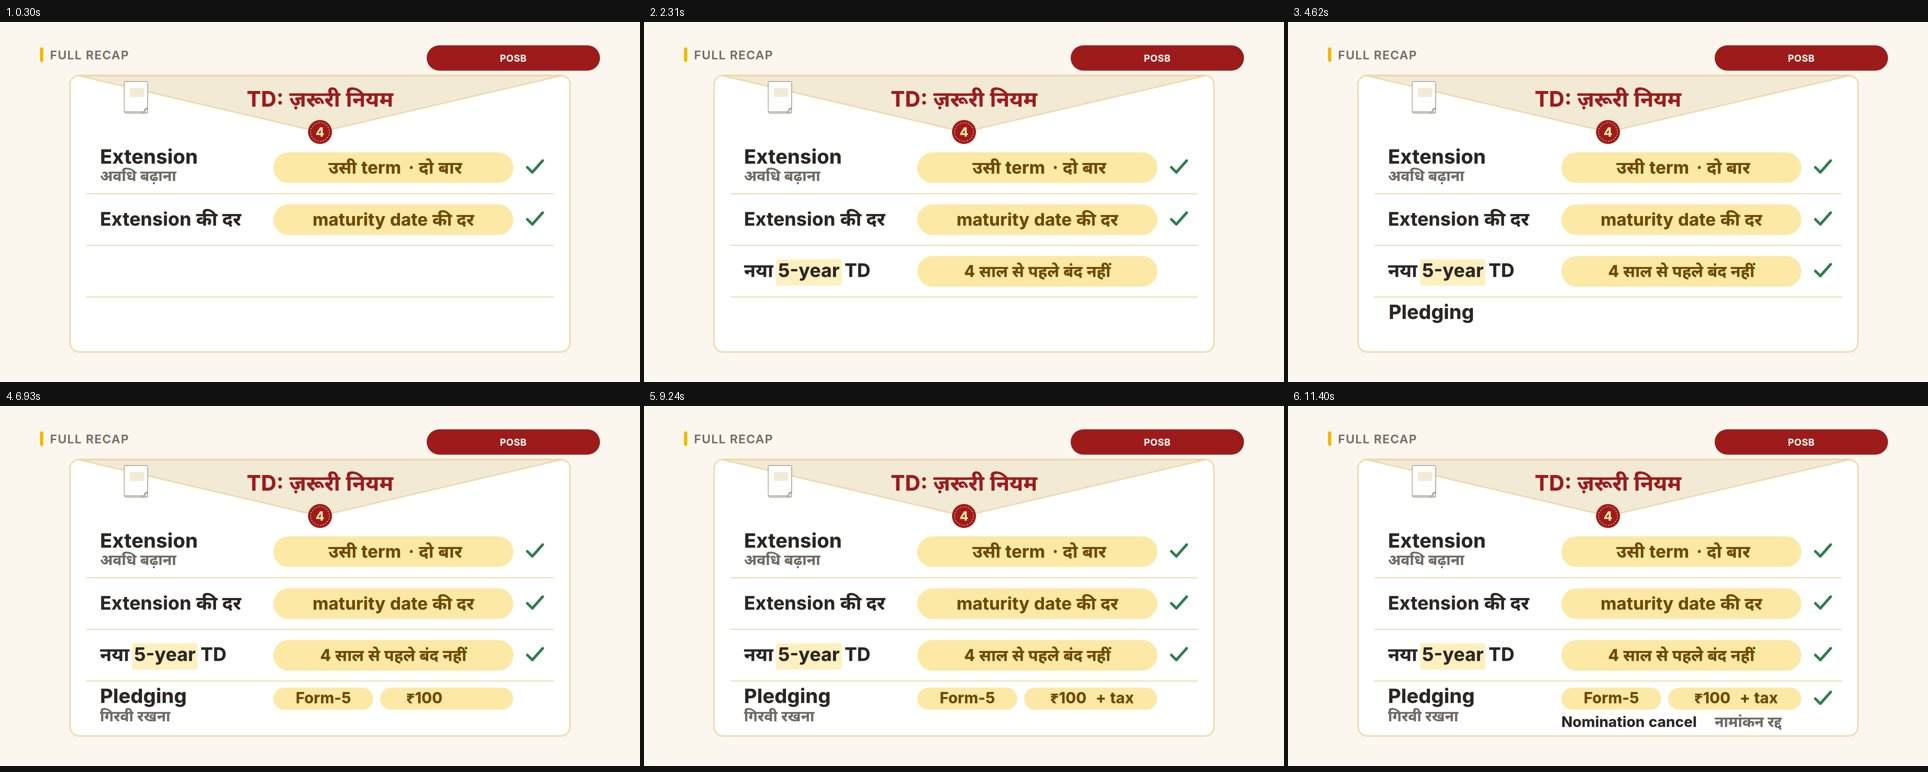 1. 0.30s
FULL RECAP
POSB
TD: ज़रूरी नियम
4
Extension
अवधि बढ़ाना
उसी term · दो बार
Extension की दर
maturity date की दर
2. 2.31s
FULL RECAP
POSB
TD: ज़रूरी नियम
4
Extension
अवधि बढ़ाना
उसी term · दो बार
Extension की दर
maturity date की दर
नया 5-year TD
4 साल से पहले बंद नहीं
3. 4.62s
FULL RECAP
POSB
TD: ज़रूरी नियम
4
Extension
अवधि बढ़ाना
उसी term · दो बार
Extension की दर
maturity date की दर
नया 5-year TD
4 साल से पहले बंद नहीं
Pledging
4. 6.93s
FULL RECAP
POSB
TD: ज़रूरी नियम
4
Extension
अवधि बढ़ाना
उसी term · दो बार
Extension की दर
maturity date की दर
नया 5-year TD
4 साल से पहले बंद नहीं
Pledging
गिरवी रखना
Form-5
₹100
5. 9.24s
FULL RECAP
POSB
TD: ज़रूरी नियम
4
Extension
अवधि बढ़ाना
उसी term · दो बार
Extension की दर
maturity date की दर
नया 5-year TD
4 साल से पहले बंद नहीं
Pledging
गिरवी रखना
Form-5
₹100 + tax
6. 11.40s
FULL RECAP
POSB
TD: ज़रूरी नियम
4
Extension
अवधि बढ़ाना
उसी term · दो बार
Extension की दर
maturity date की दर
नया 5-year TD
4 साल से पहले बंद नहीं
Pledging
गिरवी रखना
Form-5
₹100 + tax
Nomination cancel नामांकन रद्द